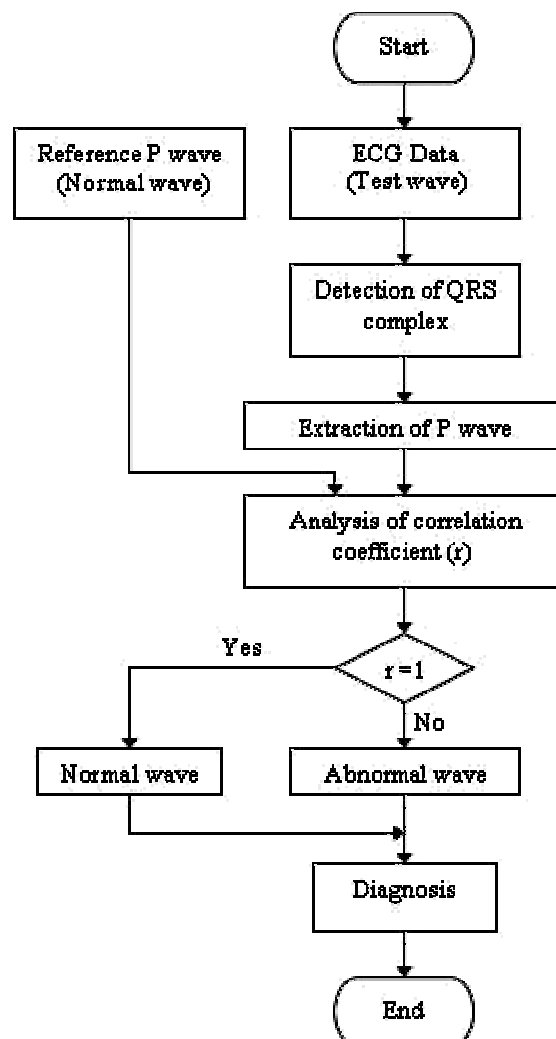 Start
Reference P wave
(Normal wave)
ECG Data
(Test wave)
Detection of QRS
complex
Extraction of P wave
Analysis of correlation
coefficient (r)
r = 1
Yes
No
Normal wave
Abnormal wave
Diagnosis
End